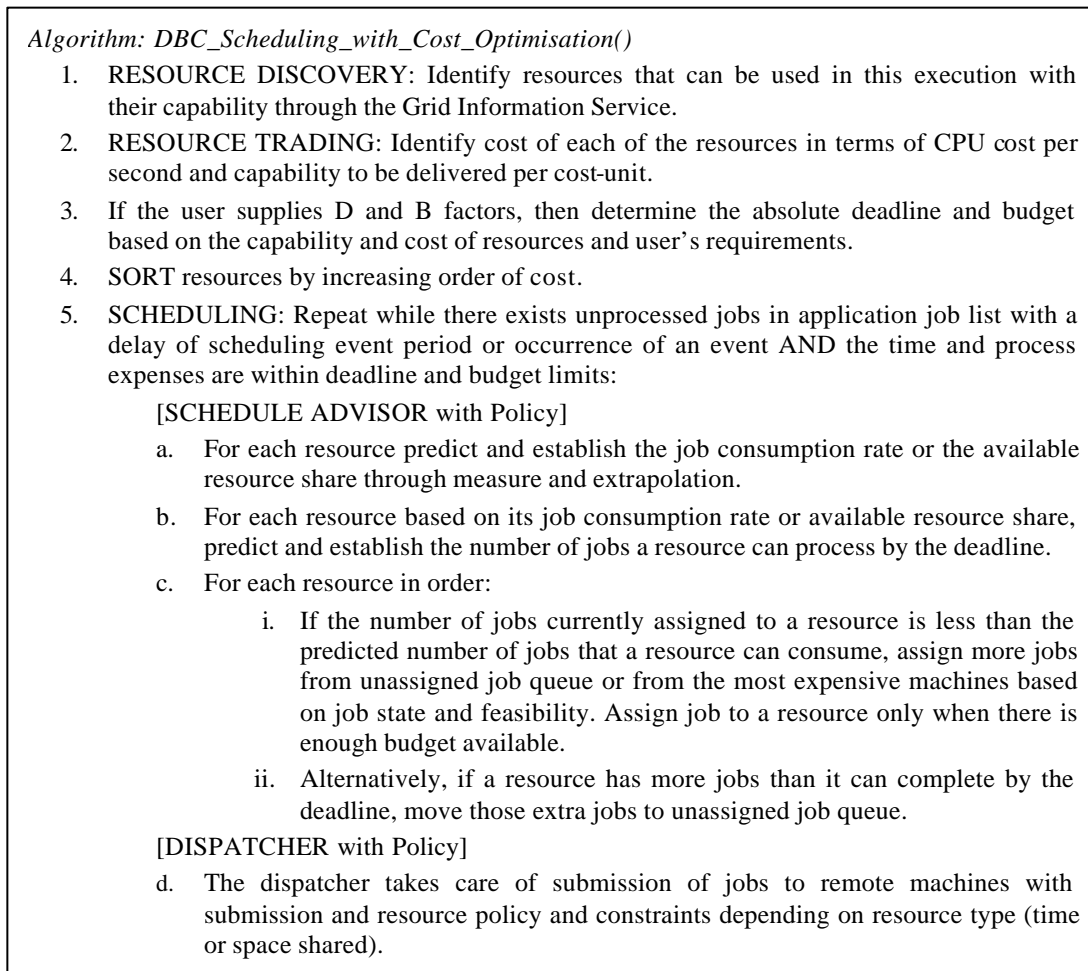 Algorithm: DBC_Scheduling_with_Cost_Optimisation()
1. RESOURCE DISCOVERY: Identify resources that can be used in this execution with
their capability through the Grid Information Service.
2. RESOURCE TRADING: Identify cost of each of the resources in terms of CPU cost per
second and capability to be delivered per cost-unit.
3. If the user supplies D and B factors, then determine the absolute deadline and budget
based on the capability and cost of resources and user's requirements.
4. SORT resources by increasing order of cost.
5. SCHEDULING: Repeat while there exists unprocessed jobs in application job list with a
delay of scheduling event period or occurrence of an event AND the time and process
expenses are within deadline and budget limits:
[SCHEDULE ADVISOR with Policy]
a. For each resource predict and establish the job consumption rate or the available
resource share through measure and extrapolation.
b. For each resource based on its job consumption rate or available resource share,
predict and establish the number of jobs a resource can process by the deadline.
c. For each resource in order:
i. If the number of jobs currently assigned to a resource is less than the
predicted number of jobs that a resource can consume, assign more jobs
from unassigned job queue or from the most expensive machines based
on job state and feasibility. Assign job to a resource only when there is
enough budget available.
ii. Alternatively, if a resource has more jobs than it can complete by the
deadline, move those extra jobs to unassigned job queue.
[DISPATCHER with Policy]
d. The dispatcher takes care of submission of jobs to remote machines with
submission and resource policy and constraints depending on resource type (time
or space shared).